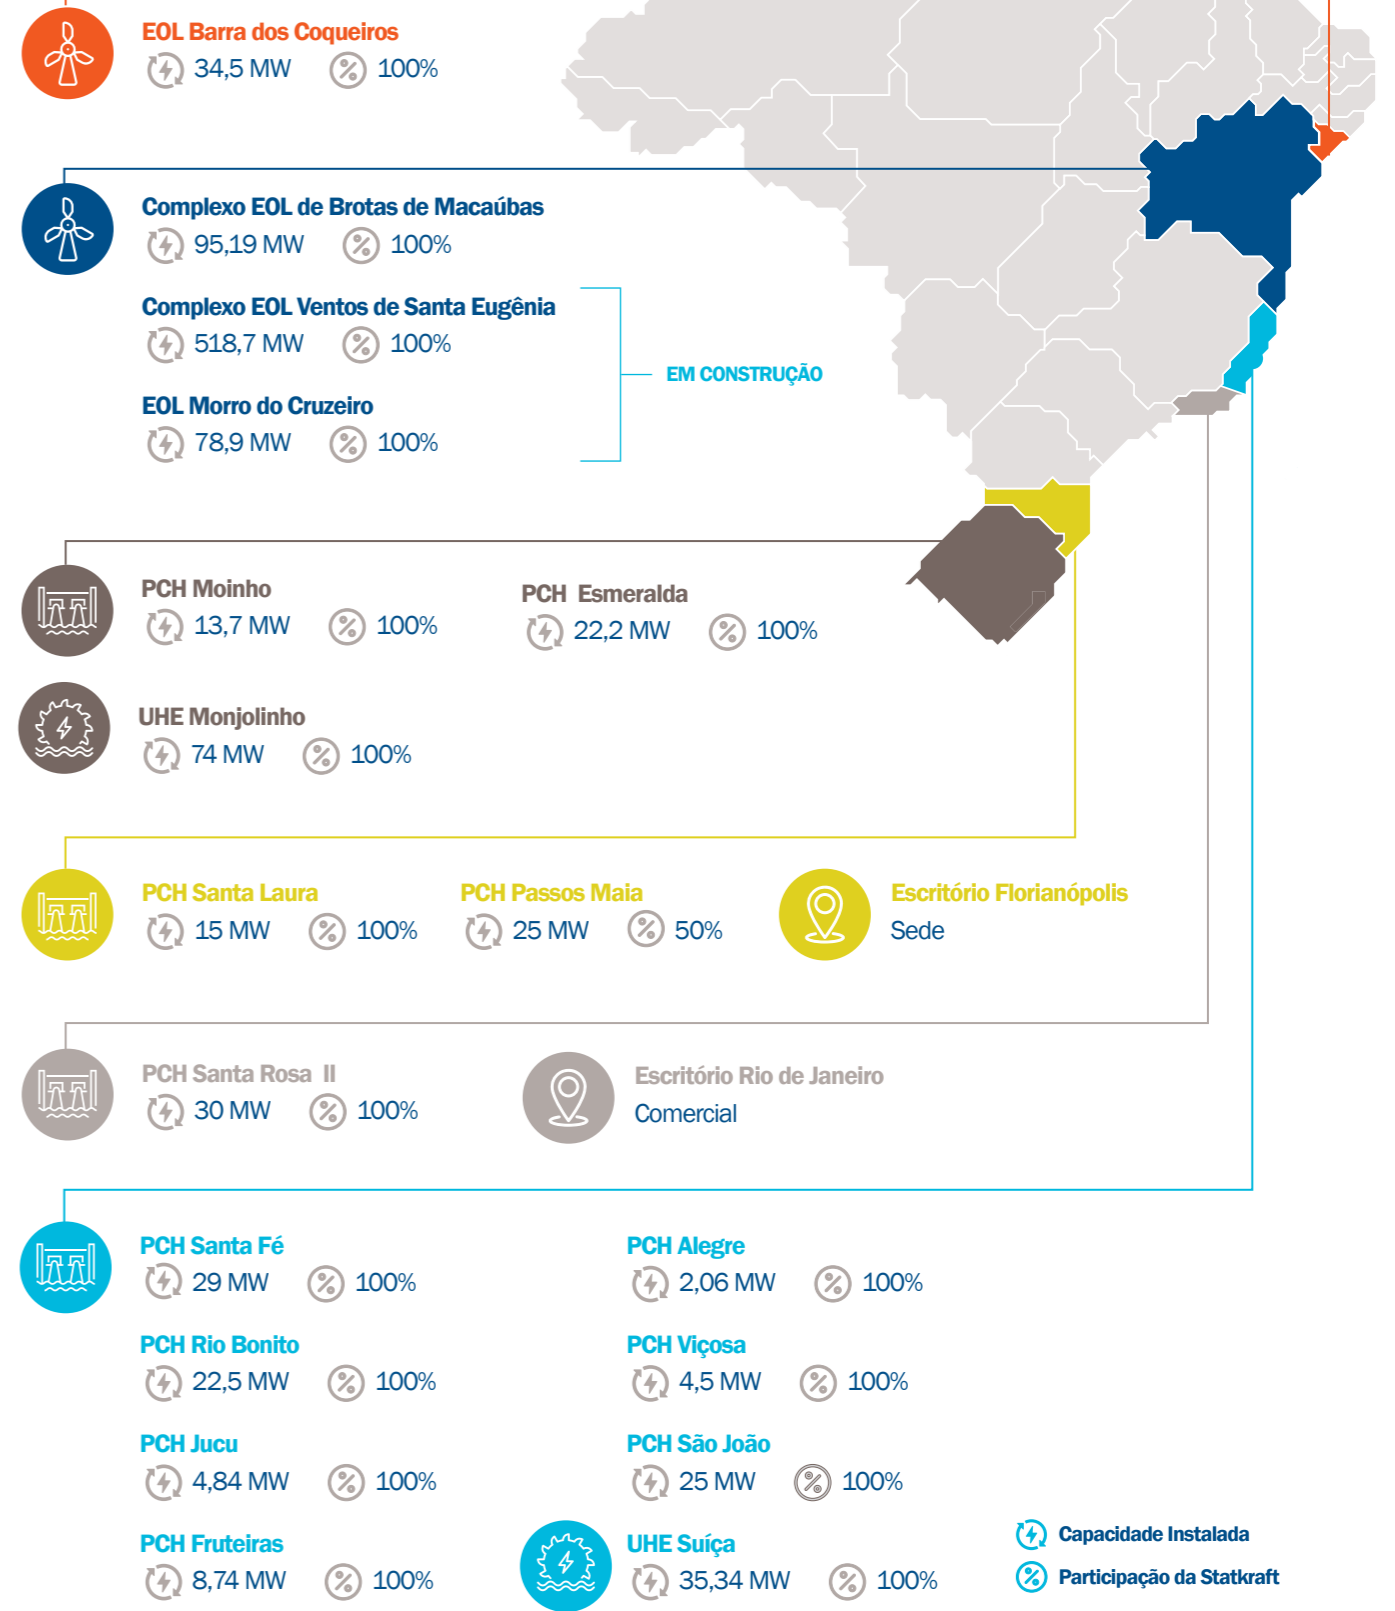 EOL Barra dos Coqueiros
34,5 MW 100%
Complexo EOL de Brotas de Macaúbas
95,19 MW 100%
Complexo EOL Ventos de Santa Eugênia
518,7 MW 100%
EM CONSTRUÇÃO
EOL Morro do Cruzeiro
78,9 MW 100%
PCH Moinho
13,7 MW 100%
PCH Esmeralda
22,2 MW 100%
UHE Monjolinho
74 MW 100%
PCH Santa Laura
15 MW 100%
PCH Passos Maia
25 MW 50%
Escritório Florianópolis
Sede
PCH Santa Rosa II
30 MW 100%
Escritório Rio de Janeiro
Comercial
PCH Santa Fé
29 MW 100%
PCH Alegre
2,06 MW 100%
PCH Rio Bonito
22,5 MW 100%
PCH Viçosa
4,5 MW 100%
PCH Jucu
4,84 MW 100%
PCH São João
25 MW 100%
PCH Fruteiras
8,74 MW 100%
UHE Suíça
35,34 MW 100%
Capacidade Instalada
Participação da Statkraft